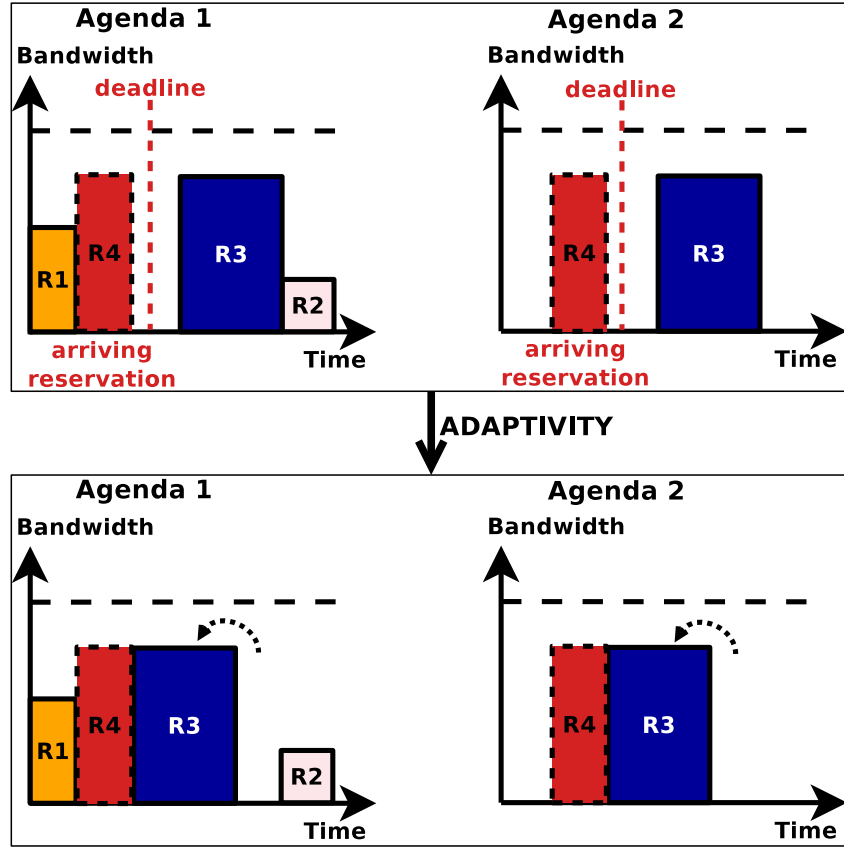 Agenda 1
Bandwidth
deadline
R1
R4
R3
R2
Time
arriving
reservation
Agenda 2
Bandwidth
deadline
R4
R3
Time
arriving
reservation
ADAPTIVITY
Agenda 1
Bandwidth
R1
R4
R3
R2
Time
Agenda 2
Bandwidth
R4
R3
Time